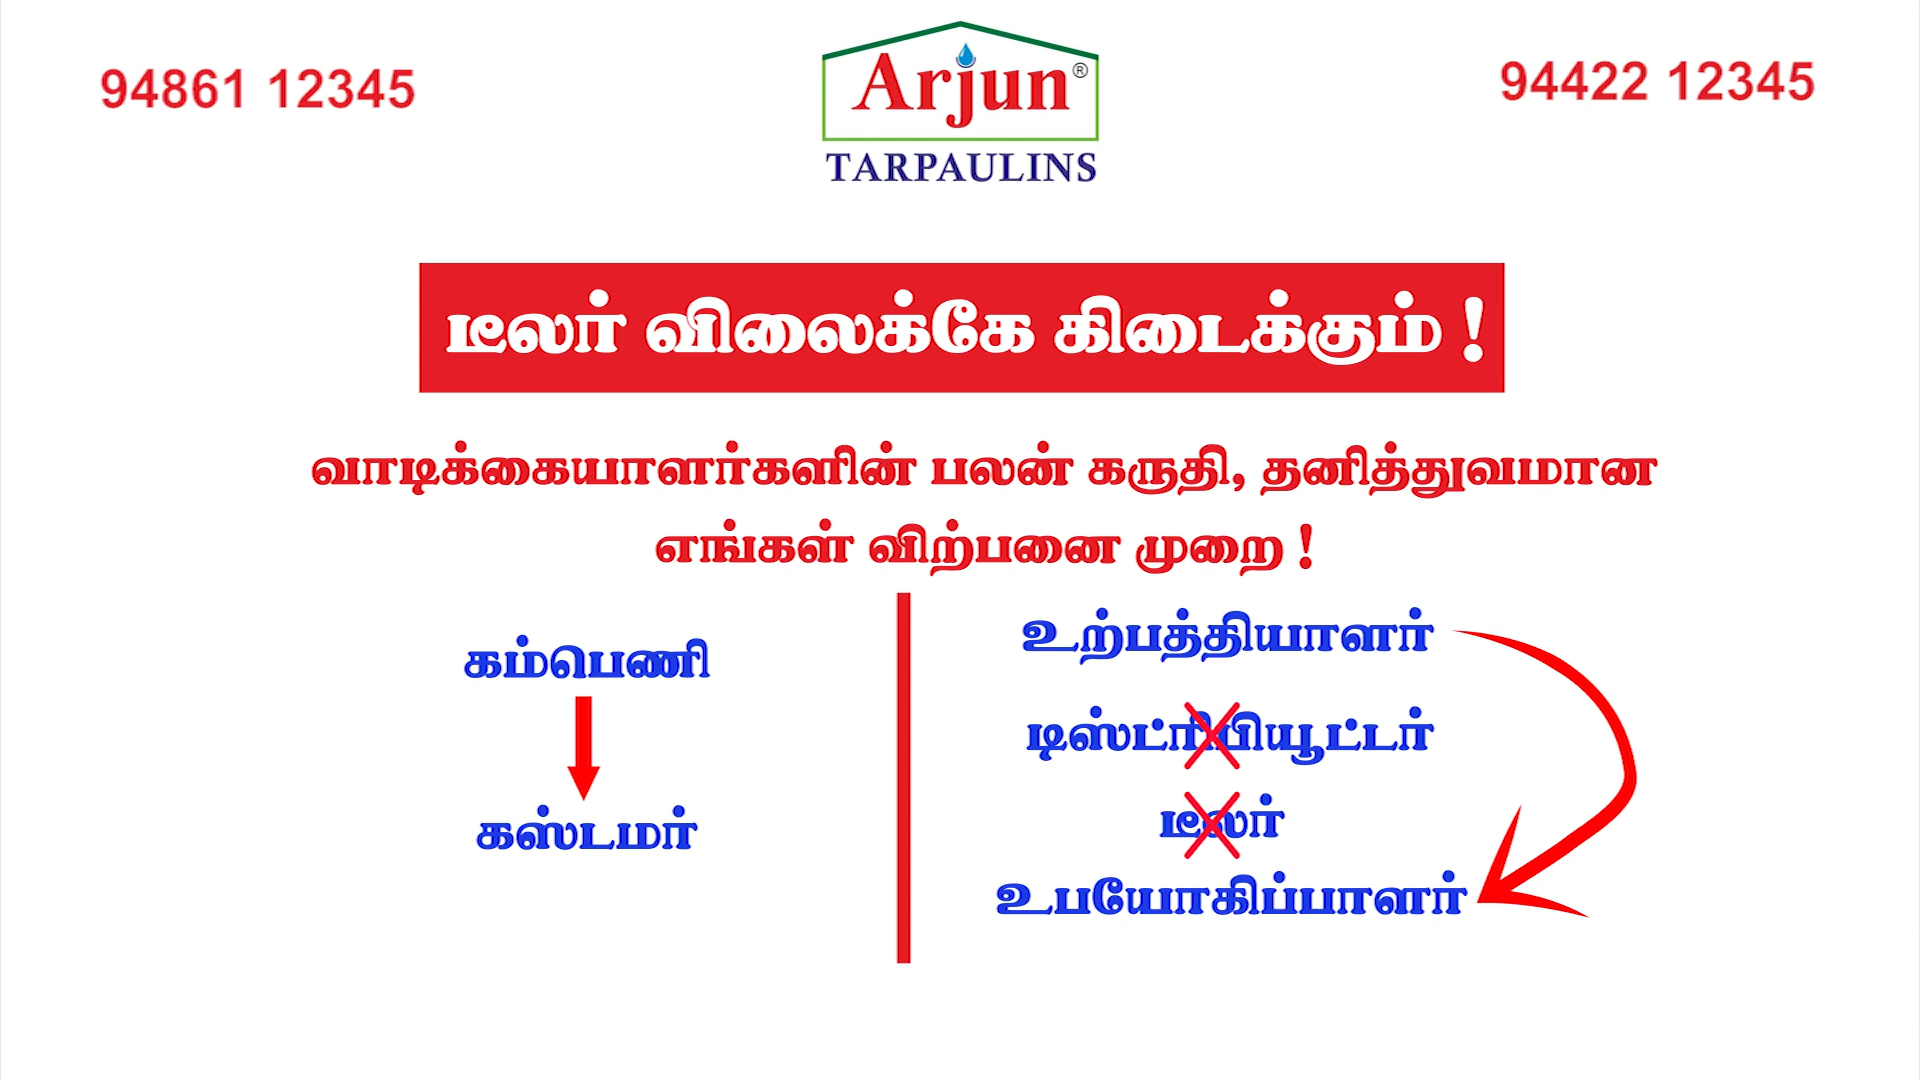 94861 12345
Arjun®
TARPAULINS
94422 12345
டீலர் விலைக்கே கிடைக்கும் !
வாடிக்கையாளர்களின் பலன் கருதி, தனித்துவமான
எங்கள் விற்பனை முறை !
கம்பெணி
கஸ்டமர்
உற்பத்தியாளர்
டிஸ்ட்ரிபியூட்டர்
டீலர்
உபயோகிப்பாளர்